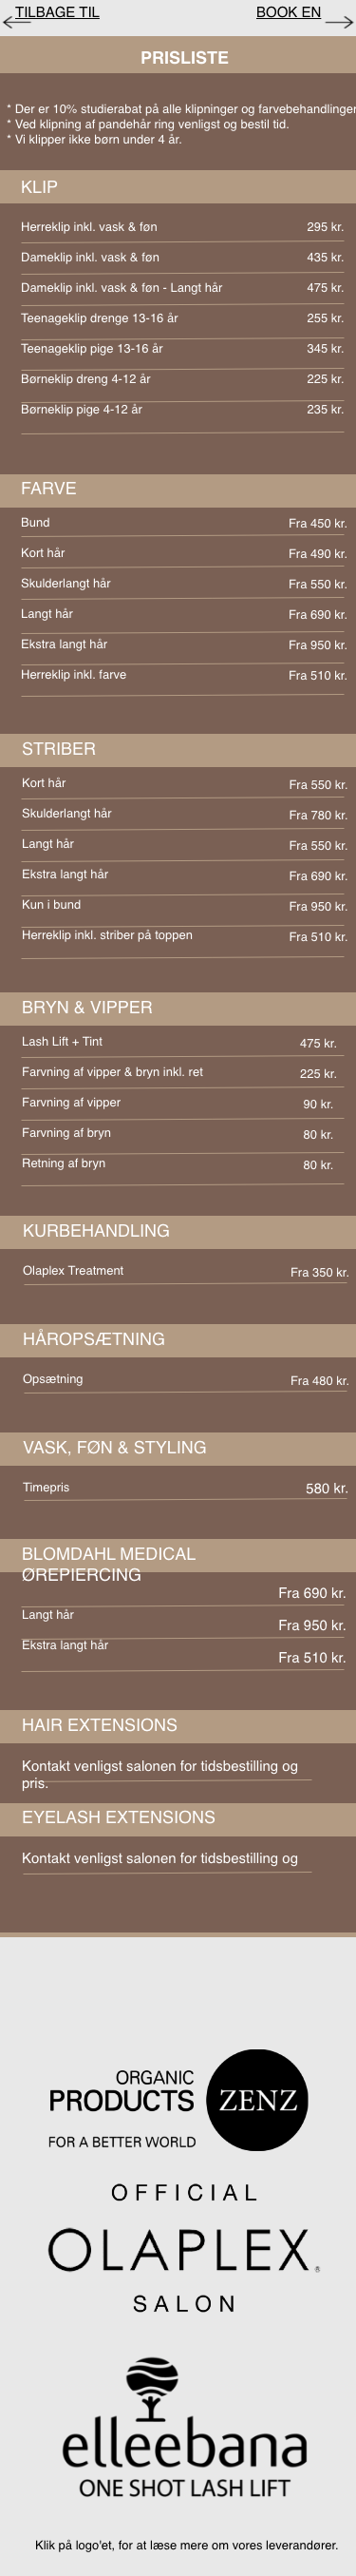 TILBAGE TIL BOOK EN
PRISLISTE
* Der er 10% studierabat på alle klipninger og farvebehandlinger
* Ved klipning af pandehår ring venligst og bestil tid.
* Vi klipper ikke børn under 4 år.
KLIP
Herreklip inkl. vask & føn 295 kr.
Dameklip inkl. vask & føn 435 kr.
Dameklip inkl. vask & føn - Langt hår 475 kr.
Teenageklip drenge 13-16 år 255 kr.
Teenageklip pige 13-16 år 345 kr.
Børneklip dreng 4-12 år 225 kr.
Børneklip pige 4-12 år 235 kr.
FARVE
Bund Fra 450 kr.
Kort hår Fra 490 kr.
Skulderlangt hår Fra 550 kr.
Langt hår Fra 690 kr.
Ekstra langt hår Fra 950 kr.
Herreklip inkl. farve Fra 510 kr.
STRIBER
Kort hår Fra 550 kr.
Skulderlangt hår Fra 780 kr.
Langt hår Fra 550 kr.
Ekstra langt hår Fra 690 kr.
Kun i bund Fra 950 kr.
Herreklip inkl. striber på toppen Fra 510 kr.
BRYN & VIPPER
Lash Lift + Tint 475 kr.
Farvning af vipper & bryn inkl. ret 225 kr.
Farvning af vipper 90 kr.
Farvning af bryn 80 kr.
Retning af bryn 80 kr.
KURBEHANDLING
Olaplex Treatment Fra 350 kr.
HÅROPSÆTNING
Opsætning Fra 480 kr.
VASK, FØN & STYLING
Timepris 580 kr.
BLOMDAHL MEDICAL
ØREPIERCING
Fra 690 kr.
Langt hår Fra 950 kr.
Ekstra langt hår Fra 510 kr.
HAIR EXTENSIONS
Kontakt venligst salonen for tidsbestilling og
pris.
EYELASH EXTENSIONS
Kontakt venligst salonen for tidsbestilling og
ORGANIC
PRODUCTS ZENZ
FOR A BETTER WORLD
OFFICIAL
OLAPLEX®
SALON
elleebana
ONE SHOT LASH LIFT
Klik på logo'et, for at læse mere om vores leverandører.